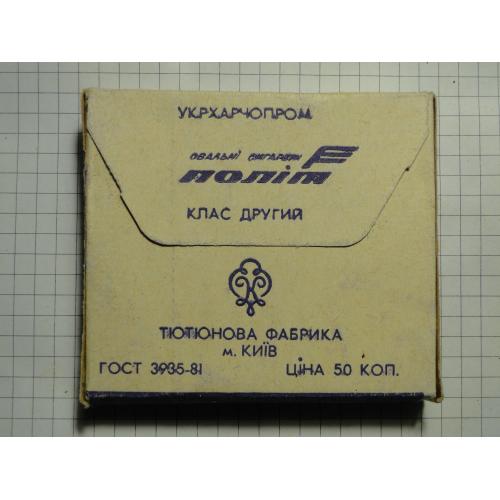 УКРХАРЧОПРОМ
ОВАЛЬНІ СИГАРЕТИ
політ
КЛАС ДРУГИЙ
ТЮТЮНОВА ФАБРИКА
м. КИЇВ
ГОСТ 3935-81 ЦІНА 50 КОП.